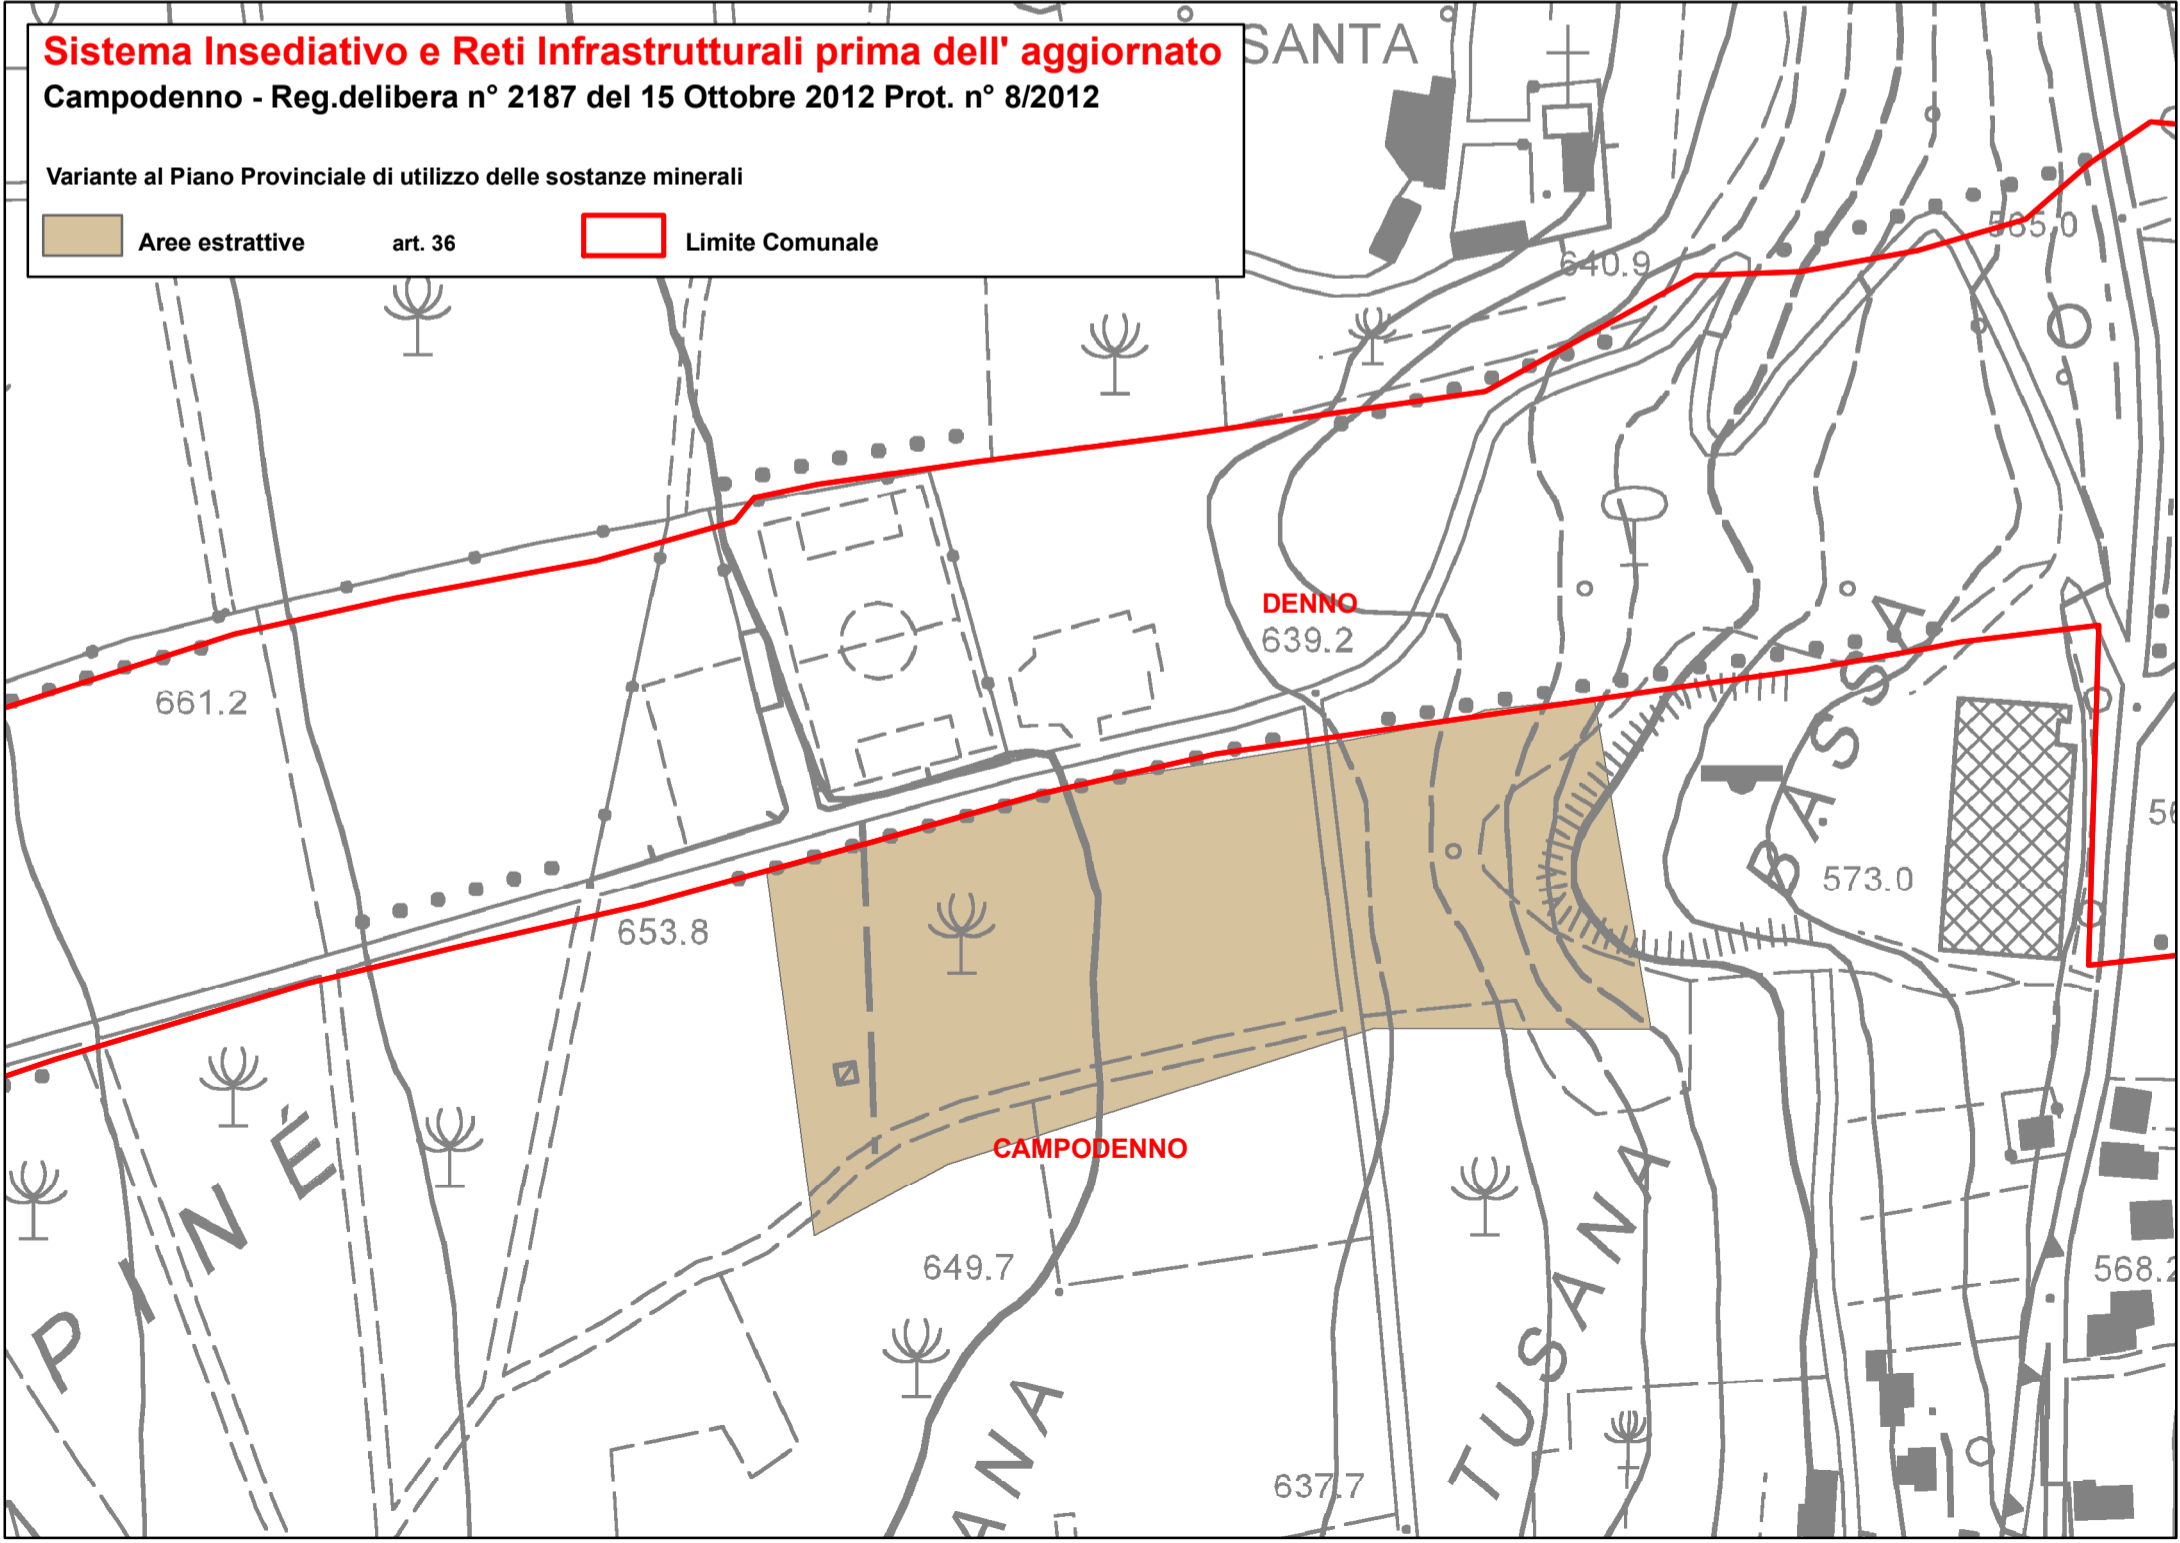 Sistema Insediativo e Reti Infrastrutturali prima dell' aggiornato
Campodenno - Reg.delibera n° 2187 del 15 Ottobre 2012 Prot. n° 8/2012
Variante al Piano Provinciale di utilizzo delle sostanze minerali
Aree estrattive art. 36 Limite Comunale
SANTA
565.0
640.9
DENNO
639.2
661.2
BASSA
573.0
653.8
PINÉ
CAMPODENNO
TUSANA
649.7
568.2
ANA
637.7